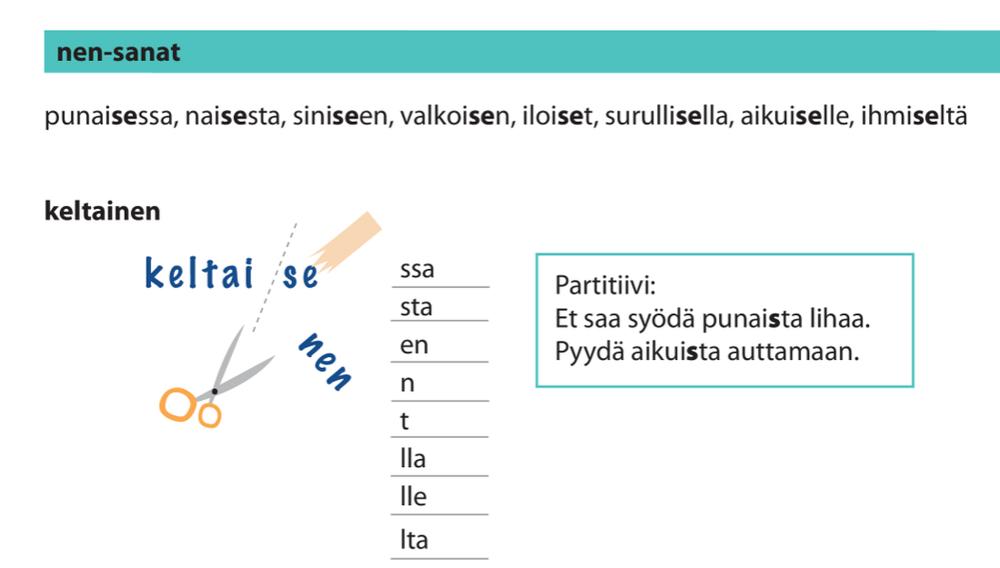 nen-sanat
punaisessa, naisesta, siniseen, valkoisen, iloiset, surullisella, aikuiselle, ihmiseltä
keltainen
keltai se
nen
ssa
sta
en
n
t
lla
lle
lta
Partitiivi:
Et saa syödä punaista lihaa.
Pyydä aikuista auttamaan.